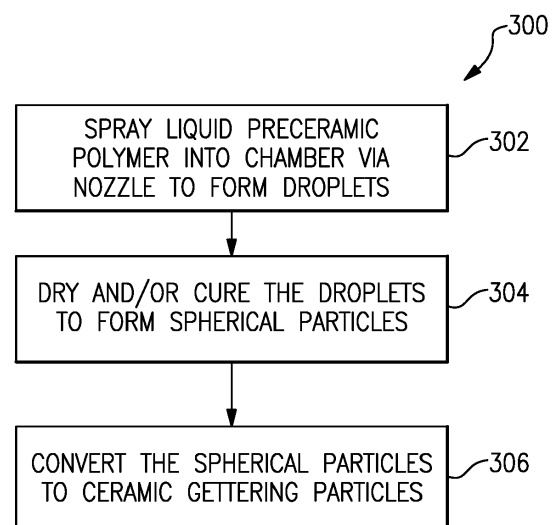 300
SPRAY LIQUID PRECERAMIC
POLYMER INTO CHAMBER VIA
NOZZLE TO FORM DROPLETS
302
DRY AND/OR CURE THE DROPLETS
TO FORM SPHERICAL PARTICLES
304
CONVERT THE SPHERICAL PARTICLES
TO CERAMIC GETTERING PARTICLES
306